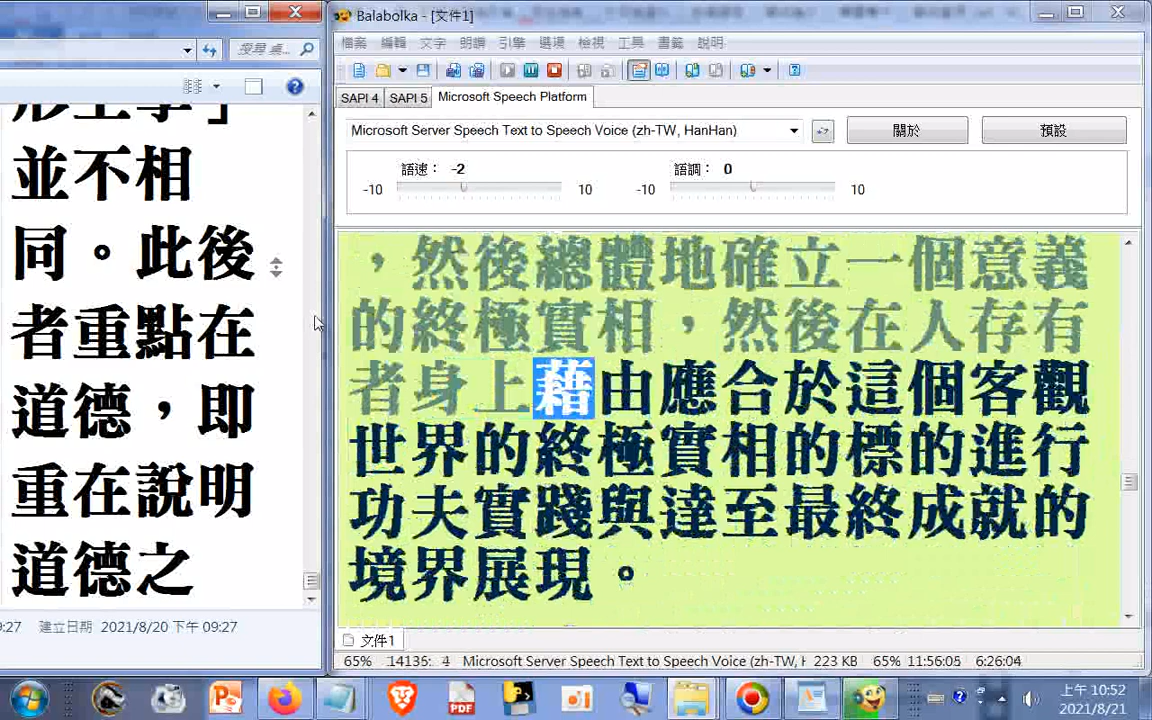 搜尋 桌...
形上學」
並不相
同。此後
者重點在
道德，即
重在說明
道德之
9:27 建立日期 2021/8/20 下午 09:27
Balabolka - [文件1]
檔案 編輯 文字 朗讀 引擎 選項 檢視 工具 書籤 說明
SAPI 4 SAPI 5 Microsoft Speech Platform
Microsoft Server Speech Text to Speech Voice (zh-TW, HanHan) 關於 預設
語速： -2 語調： 0
-10 10 -10 10
，然後總體地確立一個意義
的終極實相，然後在人存有
者身上藉由應合於這個客觀
世界的終極實相的標的進行
功夫實踐與達至最終成就的
境界展現。
文件1
65% 14135: 4 Microsoft Server Speech Text to Speech Voice (zh-TW, H 223 KB 65% 11:56:05 6:26:04
PDF
上午 10:52
2021/8/21